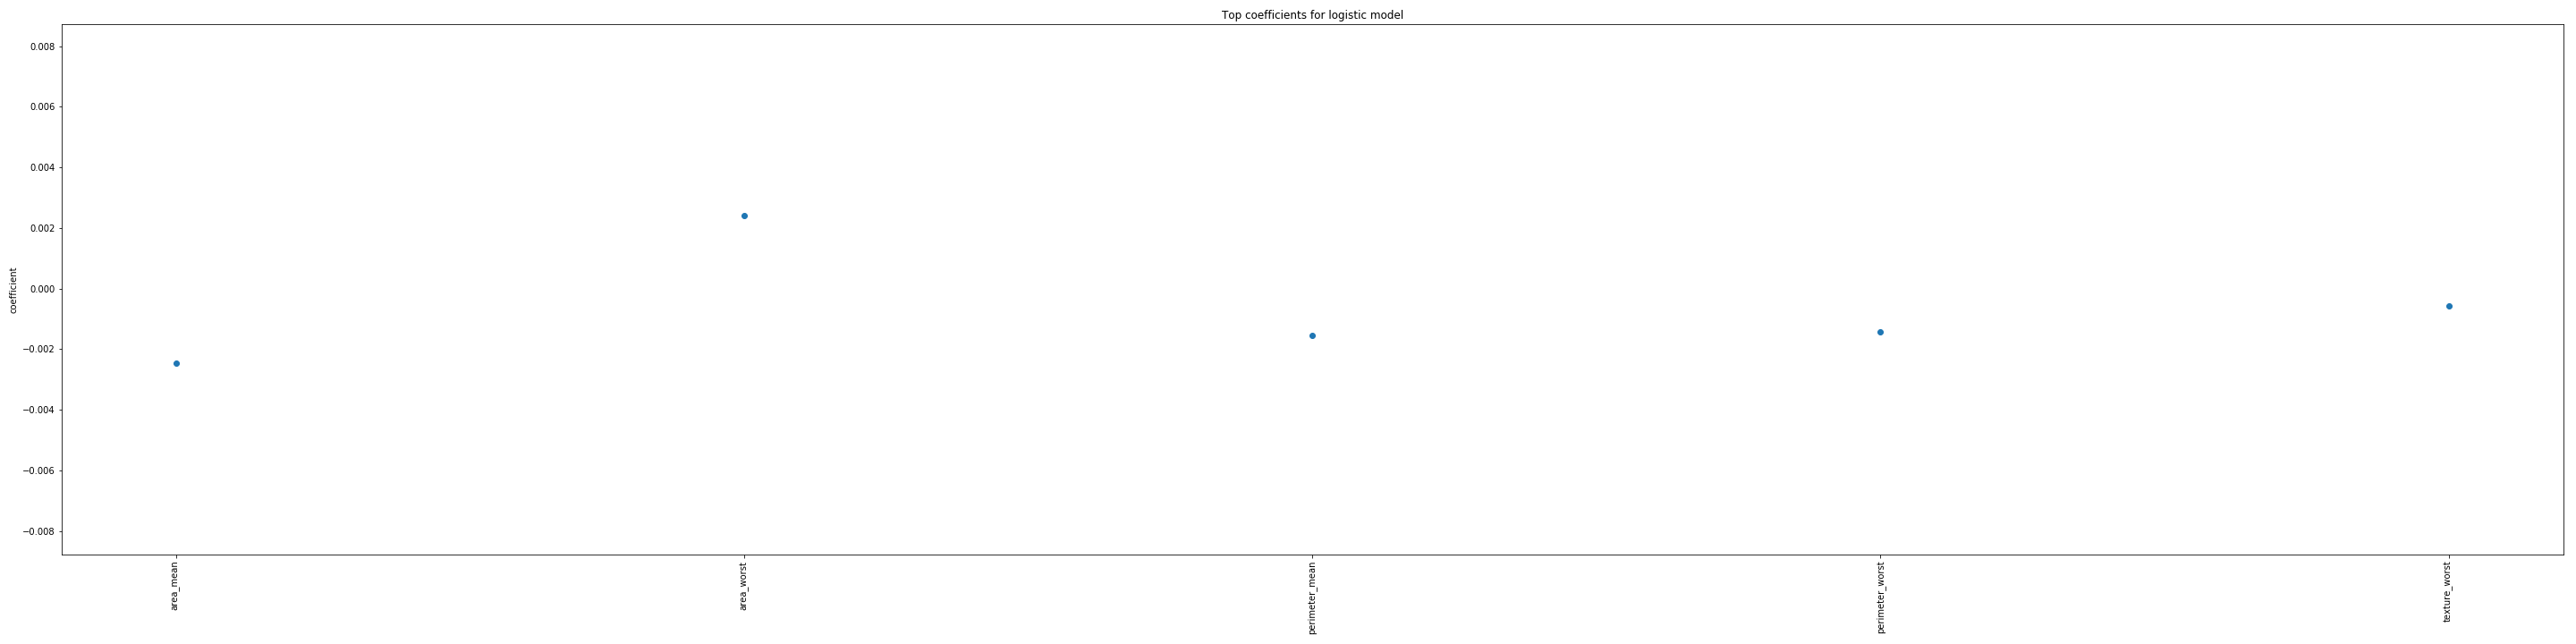 Top coefficients for logistic model
0.008
0.006
0.004
0.002
0.000
−0.002
−0.004
−0.006
−0.008
coefficient
area_mean
area_worst
perimeter_mean
perimeter_worst
texture_worst